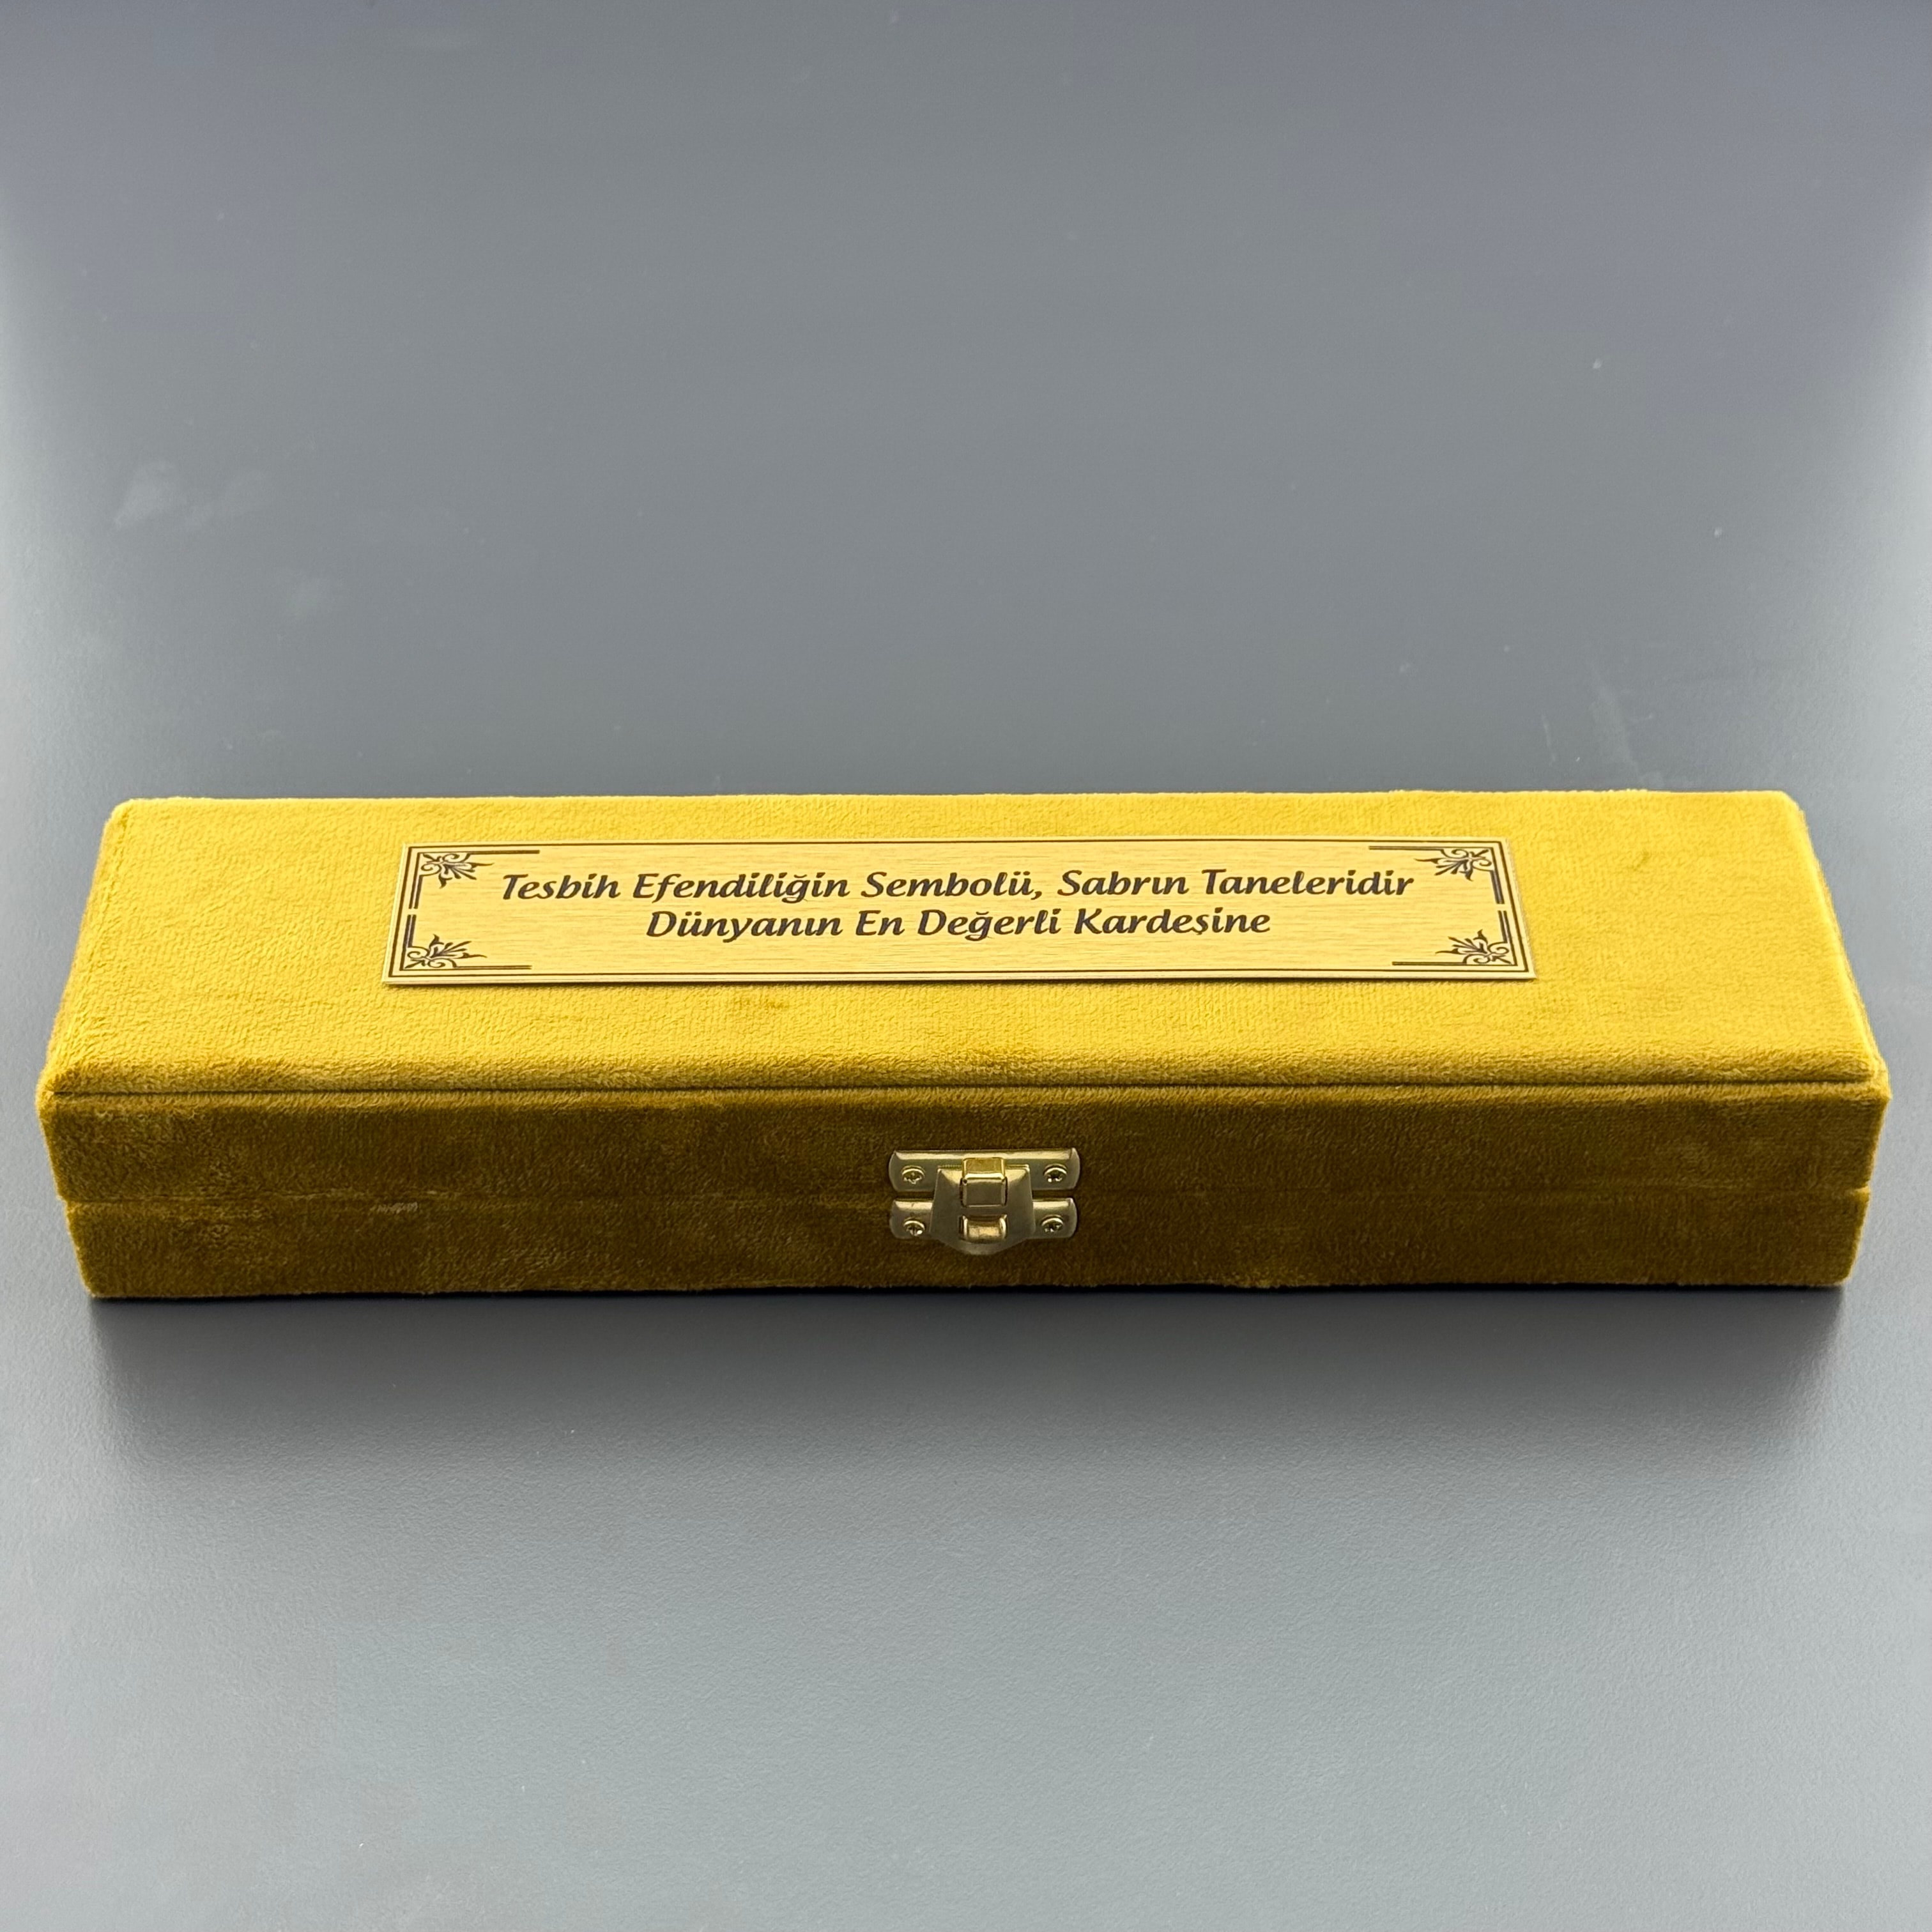 Tesbih Efendiliğin Sembolü, Sabrın Taneleridir
Dünyanın En Değerli Kardeşine